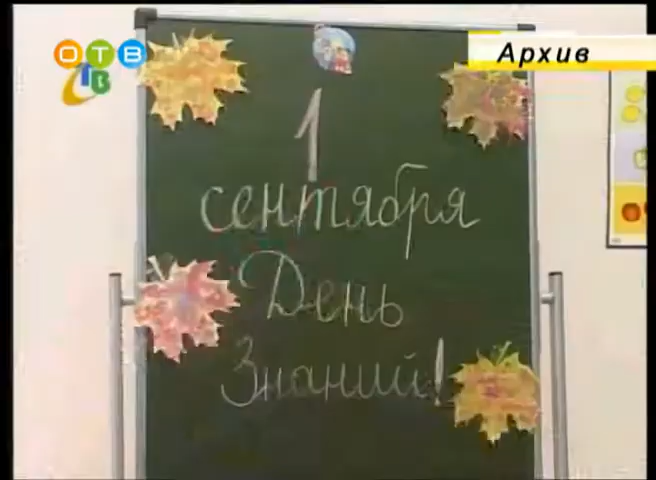 ОТВ
Архив
1
сентября
День
Знаний!